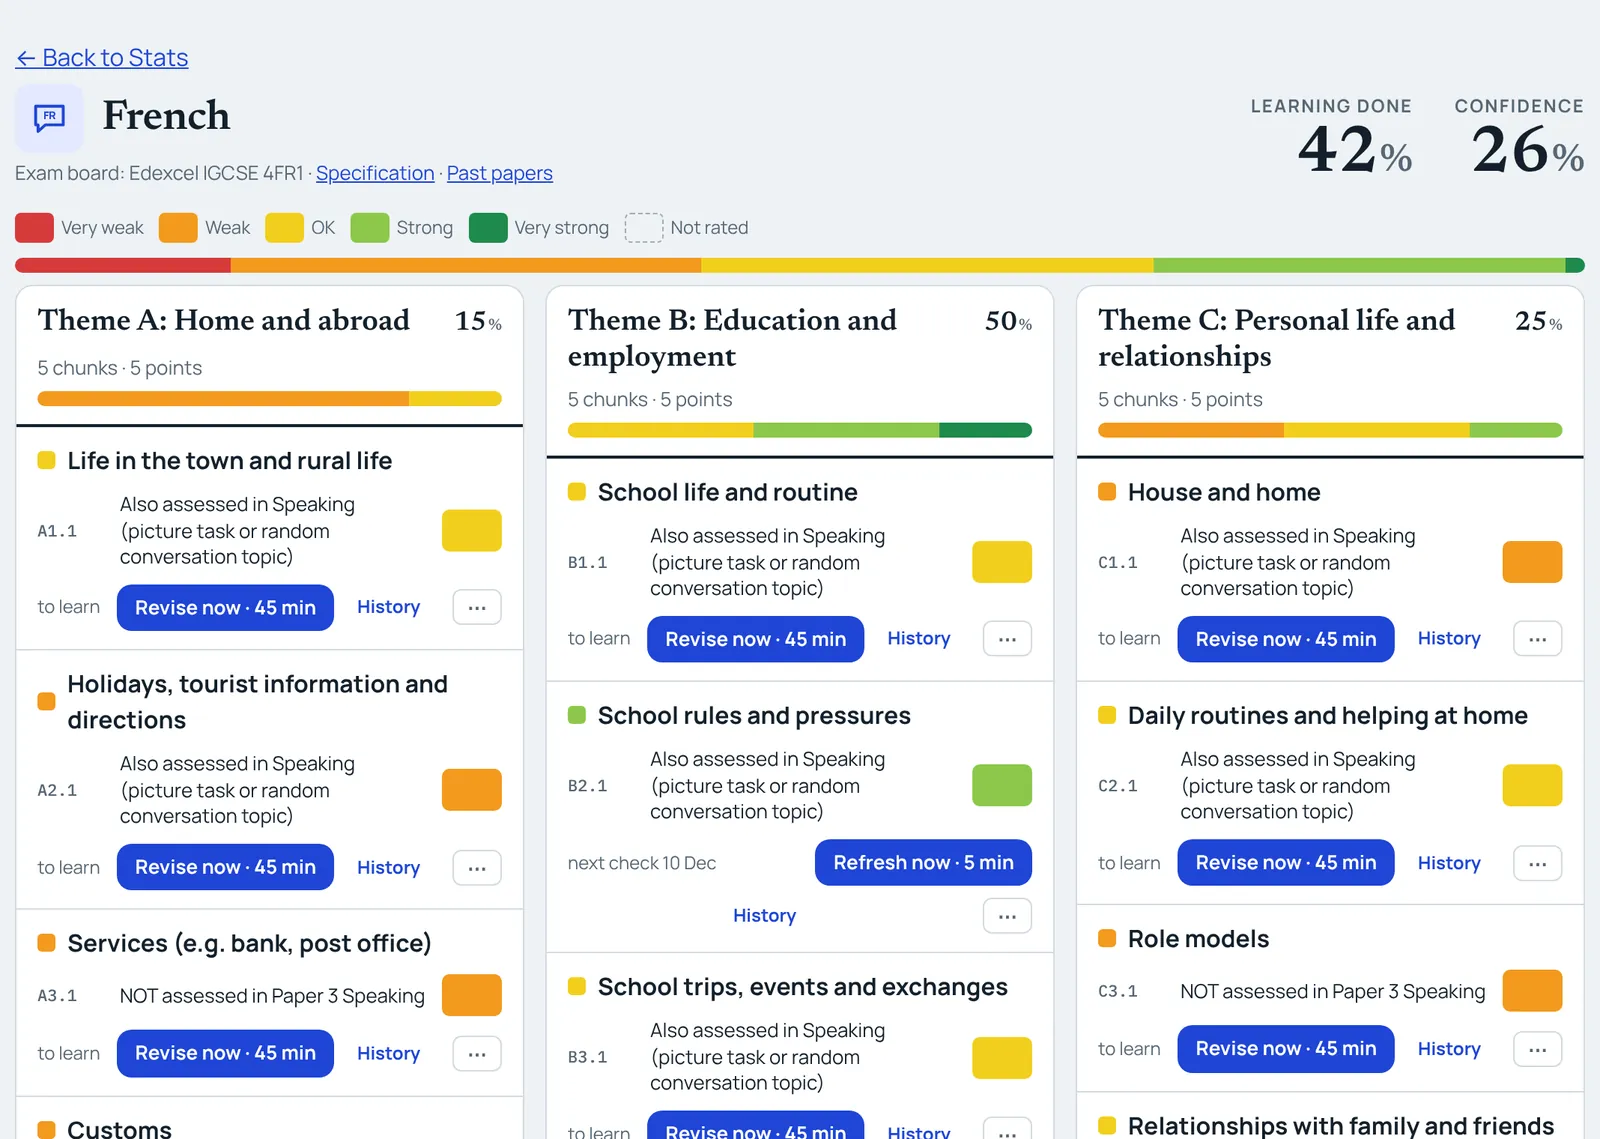 ← Back to Stats
FR
French
LEARNING DONE
42%
CONFIDENCE
26%
Exam board: Edexcel IGCSE 4FR1 · Specification · Past papers
Very weak
Weak
OK
Strong
Very strong
Not rated
Theme A: Home and abroad
15%
5 chunks · 5 points
Life in the town and rural life
A1.1
Also assessed in Speaking
(picture task or random
conversation topic)
to learn
Revise now · 45 min
History
...
Holidays, tourist information and
directions
A2.1
Also assessed in Speaking
(picture task or random
conversation topic)
to learn
Revise now · 45 min
History
...
Services (e.g. bank, post office)
A3.1
NOT assessed in Paper 3 Speaking
to learn
Revise now · 45 min
History
...
Customs
Theme B: Education and
employment
50%
5 chunks · 5 points
School life and routine
B1.1
Also assessed in Speaking
(picture task or random
conversation topic)
to learn
Revise now · 45 min
History
...
School rules and pressures
B2.1
Also assessed in Speaking
(picture task or random
conversation topic)
next check 10 Dec
Refresh now · 5 min
History
...
School trips, events and exchanges
B3.1
Also assessed in Speaking
(picture task or random
conversation topic)
to learn
Revise now · 45 min
History
...
Theme C: Personal life and
relationships
25%
5 chunks · 5 points
House and home
C1.1
Also assessed in Speaking
(picture task or random
conversation topic)
to learn
Revise now · 45 min
History
...
Daily routines and helping at home
C2.1
Also assessed in Speaking
(picture task or random
conversation topic)
to learn
Revise now · 45 min
History
...
Role models
C3.1
NOT assessed in Paper 3 Speaking
to learn
Revise now · 45 min
History
...
Relationships with family and friends